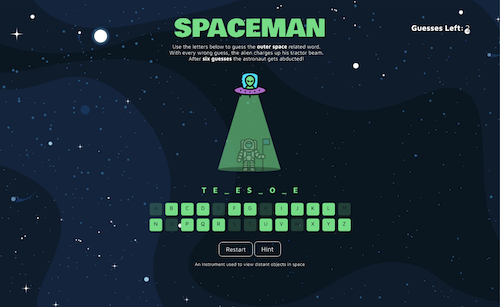 SPACEMAN
Guesses Left: 2
Use the letters below to guess the outer space related word.
With every wrong guess, the alien charges up his tractor beam.
After six guesses the astronaut gets abducted!
T E _ E S _ O _ E
B C D F G I J K L
N P Q R U V X Y Z
Restart Hint
An instrument used to view distant objects in space